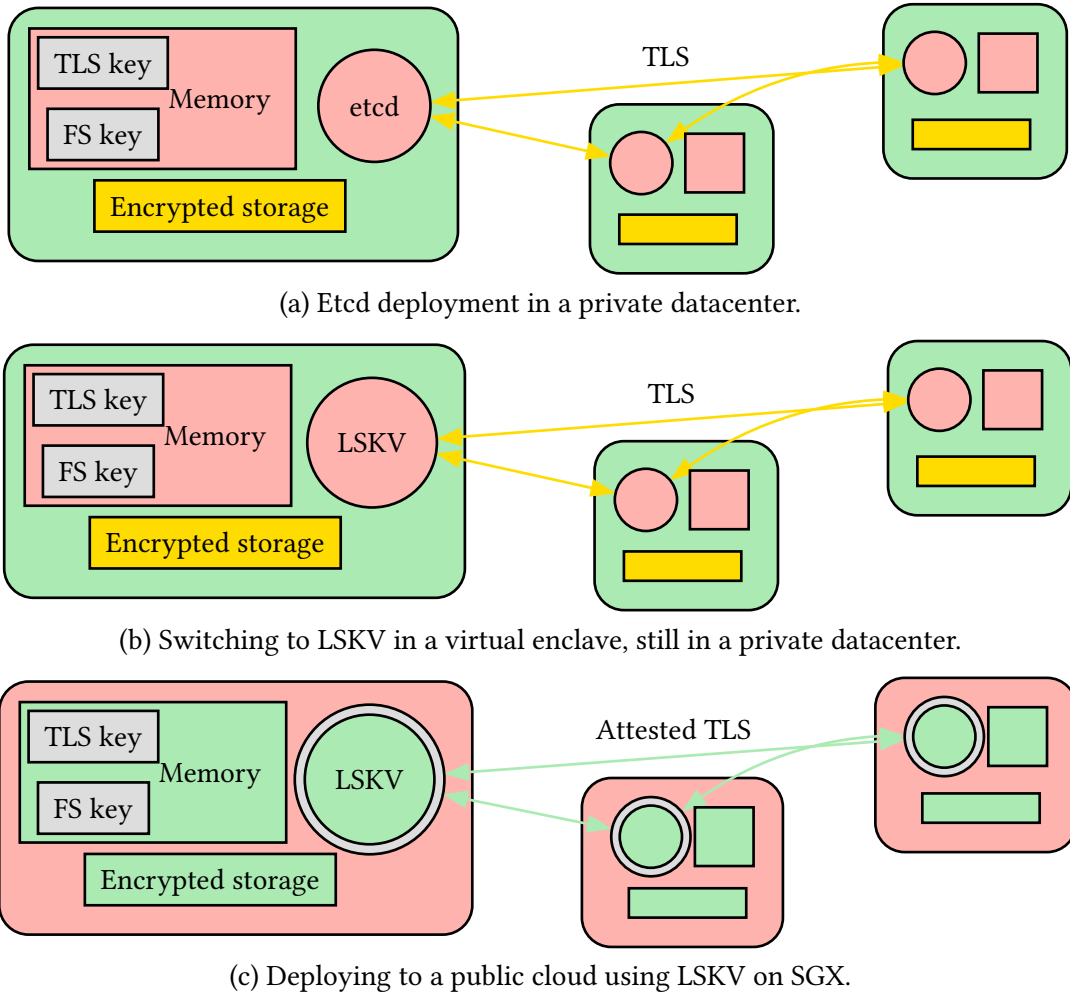 TLS key
Memory
FS key
etcd
Encrypted storage
TLS
(a) Etcd deployment in a private datacenter.
TLS key
Memory
FS key
LSKV
Encrypted storage
TLS
(b) Switching to LSKV in a virtual enclave, still in a private datacenter.
TLS key
Memory
FS key
LSKV
Encrypted storage
Attested TLS
(c) Deploying to a public cloud using LSKV on SGX.